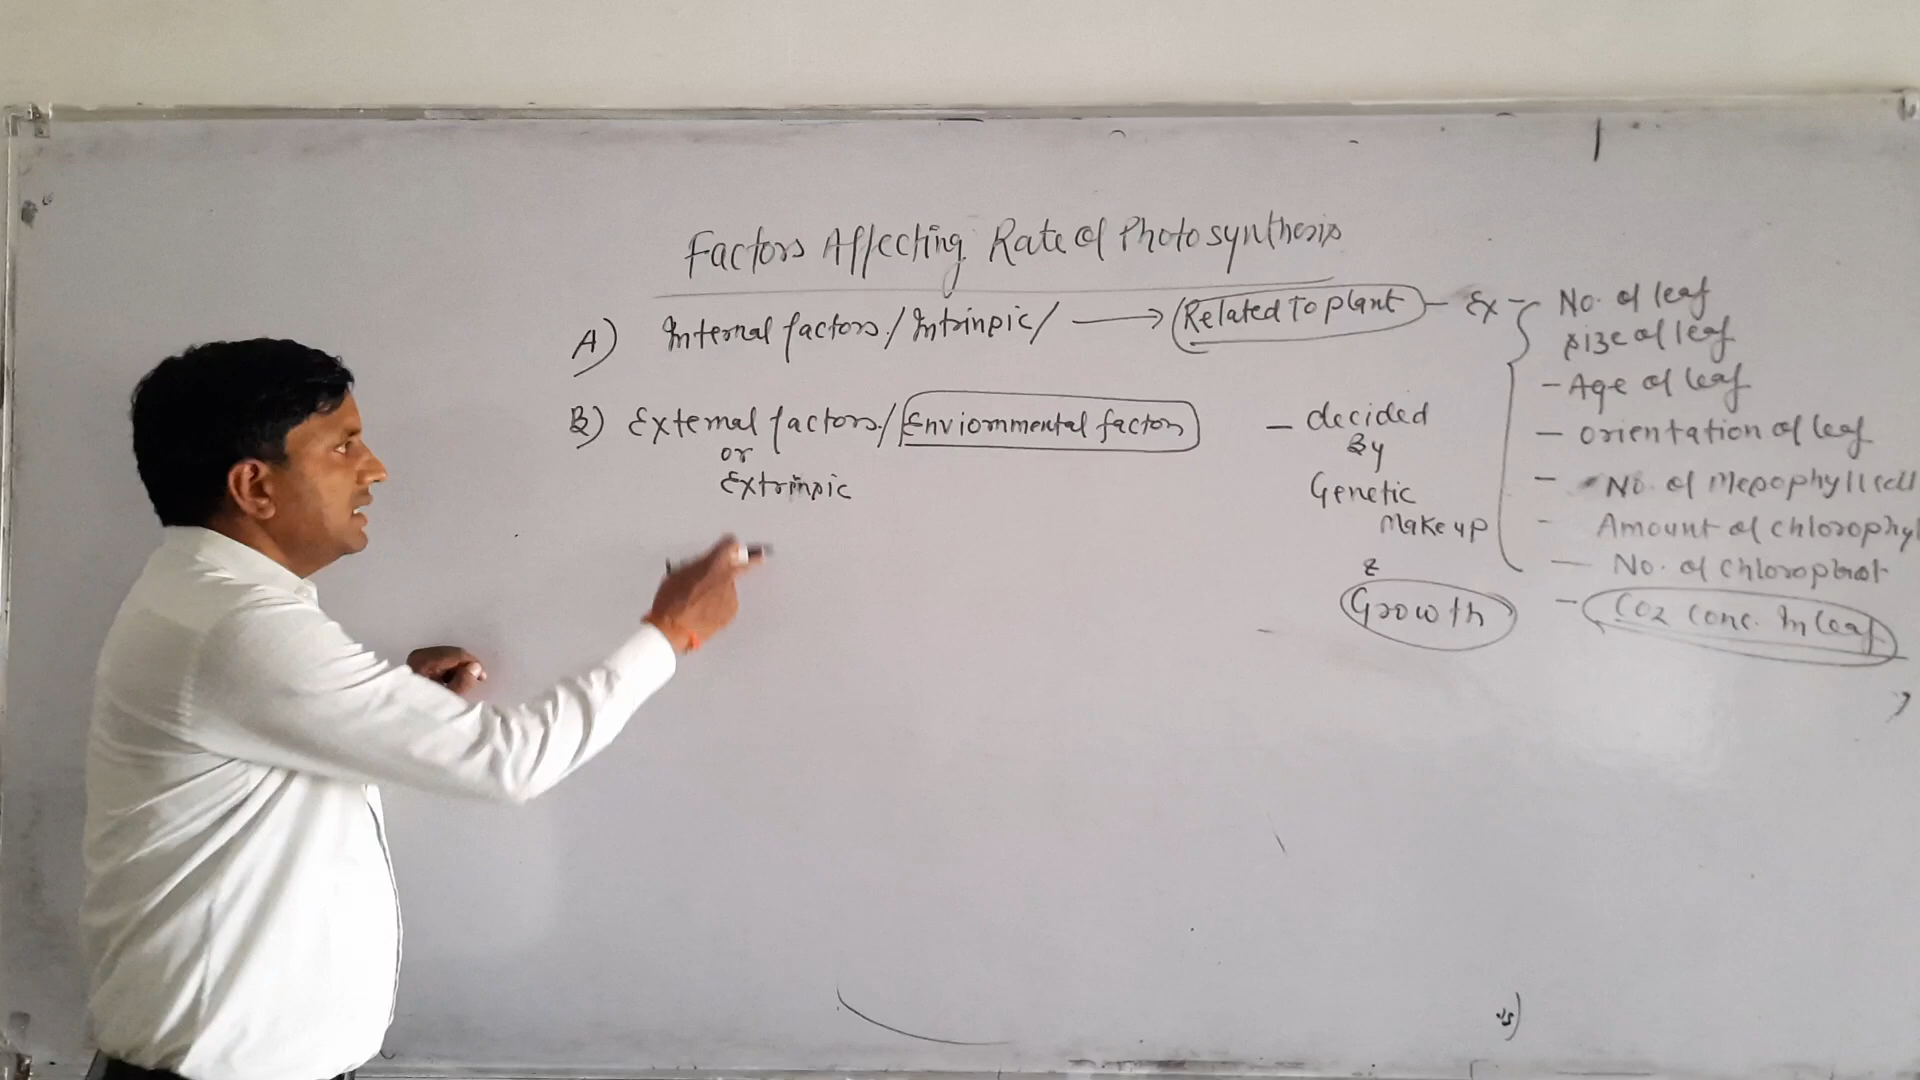 Factors Affecting Rate of Photosynthesis
A) Internal factors / Intrinsic / → Related To plant – Ex –
No. of leaf
size of leaf
– Age of leaf
– orientation of leaf
– No. of Mesophyll cell
– Amount of chlorophyl
– No. of chloroplast
– CO2 conc. In leaf
B) External factors / Enviornmental factors
or
Extrinsic
– decided
By
Genetic
Make up
&
Growth